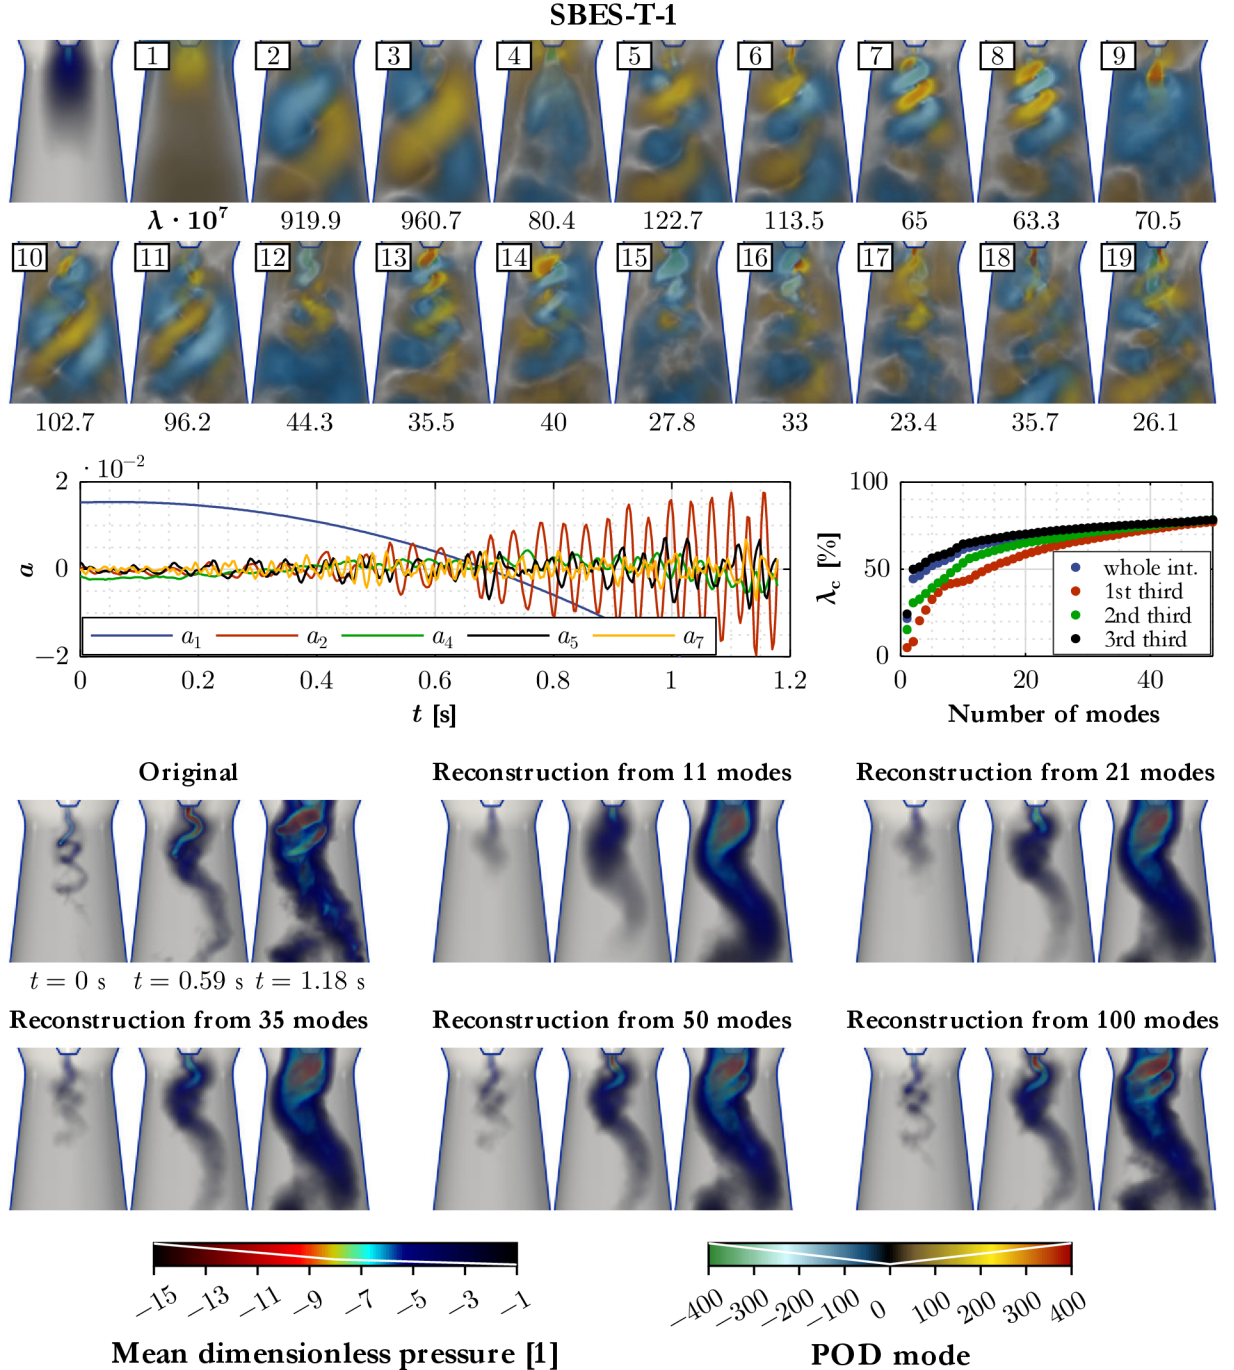 SBES-T-1
1 2 3 4 5 6 7 8 9
λ · 10⁷ 919.9 960.7 80.4 122.7 113.5 65 63.3 70.5
10 11 12 13 14 15 16 17 18 19
102.7 96.2 44.3 35.5 40 27.8 33 23.4 35.7 26.1
· 10⁻²
2
0
−2
a
a₁ a₂ a₄ a₅ a₇
0 0.2 0.4 0.6 0.8 1 1.2
t [s]
100
50
0
λc [%]
whole int.
1st third
2nd third
3rd third
0 20 40
Number of modes
Original Reconstruction from 11 modes Reconstruction from 21 modes
t = 0 s t = 0.59 s t = 1.18 s
Reconstruction from 35 modes Reconstruction from 50 modes Reconstruction from 100 modes
−15 −13 −11 −9 −7 −5 −3 −1
Mean dimensionless pressure [1]
−400 −300 −200 −100 0 100 200 300 400
POD mode